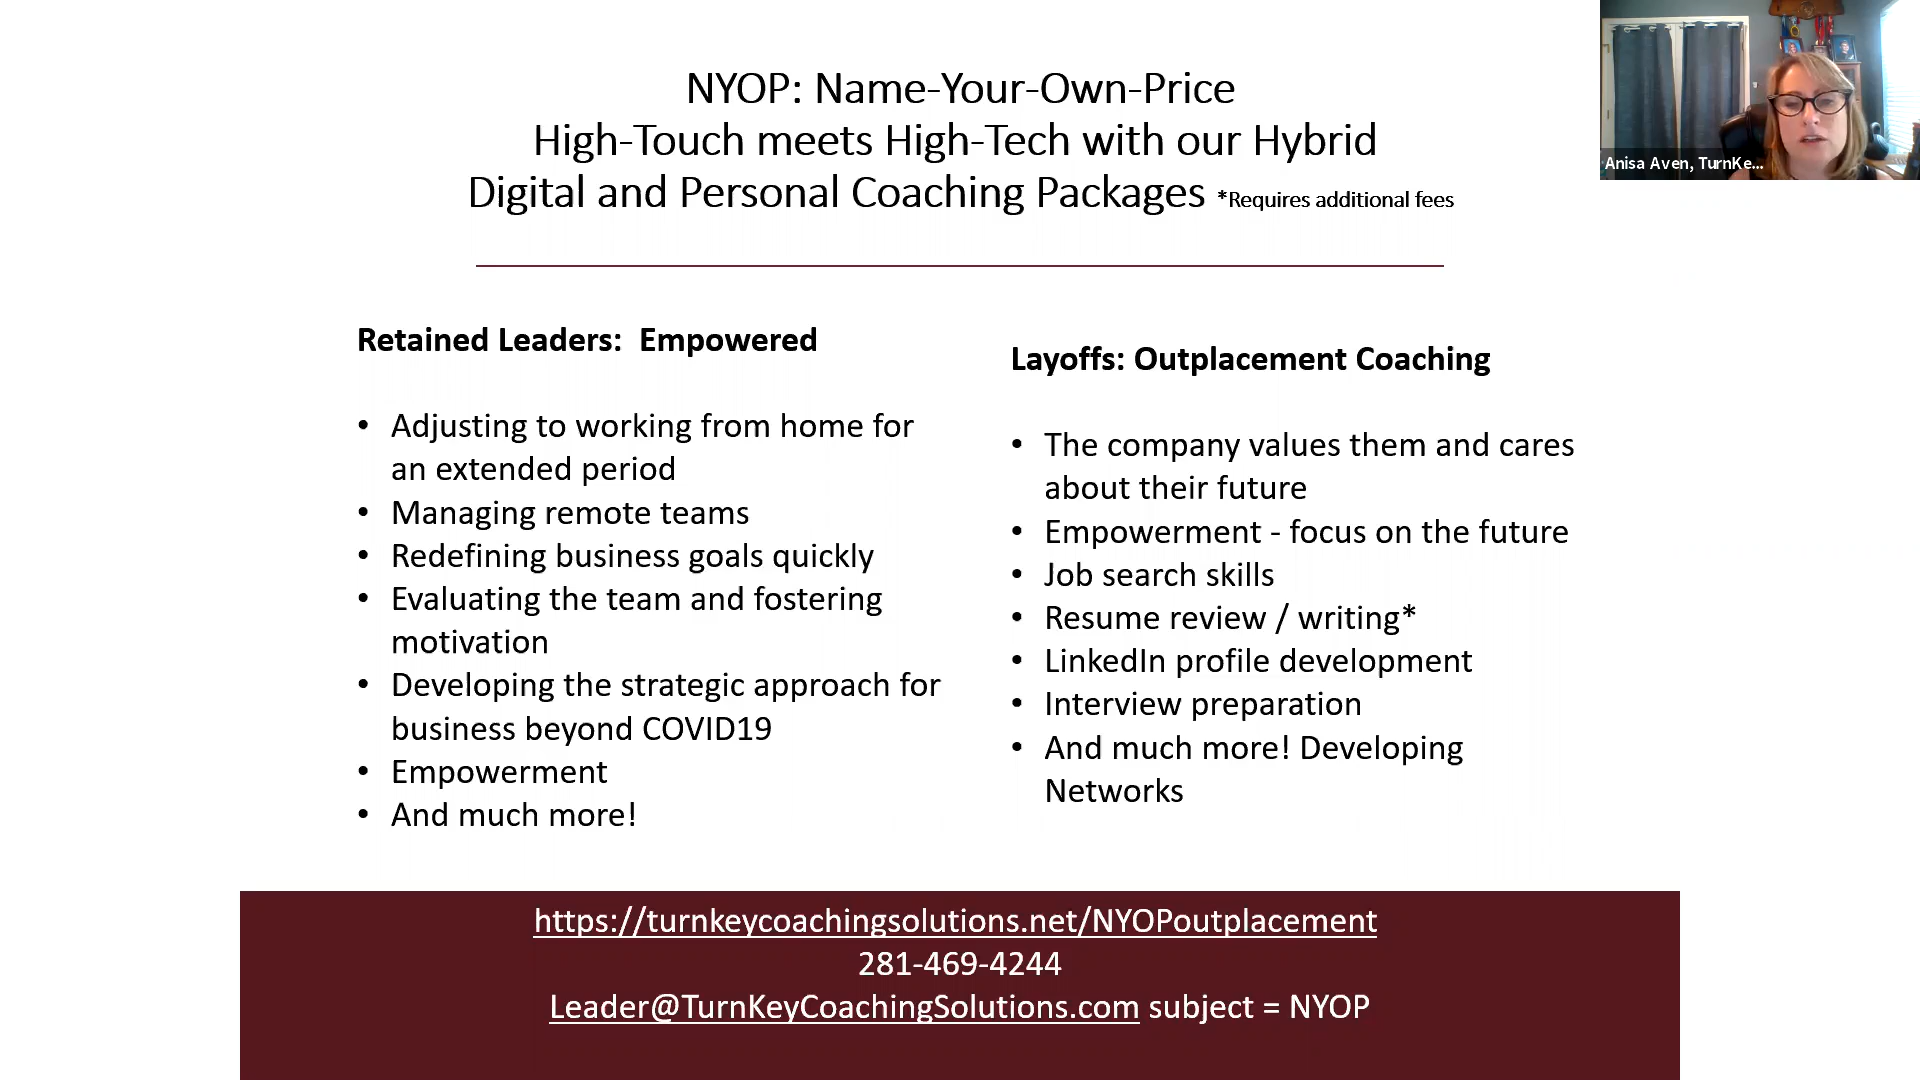 NYOP: Name-Your-Own-Price
High-Touch meets High-Tech with our Hybrid
Digital and Personal Coaching Packages *Requires additional fees
Anisa Aven, TurnKe...
Retained Leaders:  Empowered
• Adjusting to working from home for
an extended period
• Managing remote teams
• Redefining business goals quickly
• Evaluating the team and fostering
motivation
• Developing the strategic approach for
business beyond COVID19
• Empowerment
• And much more!
Layoffs: Outplacement Coaching
• The company values them and cares
about their future
• Empowerment - focus on the future
• Job search skills
• Resume review / writing*
• LinkedIn profile development
• Interview preparation
• And much more! Developing
Networks
https://turnkeycoachingsolutions.net/NYOPoutplacement
281-469-4244
Leader@TurnKeyCoachingSolutions.com subject = NYOP